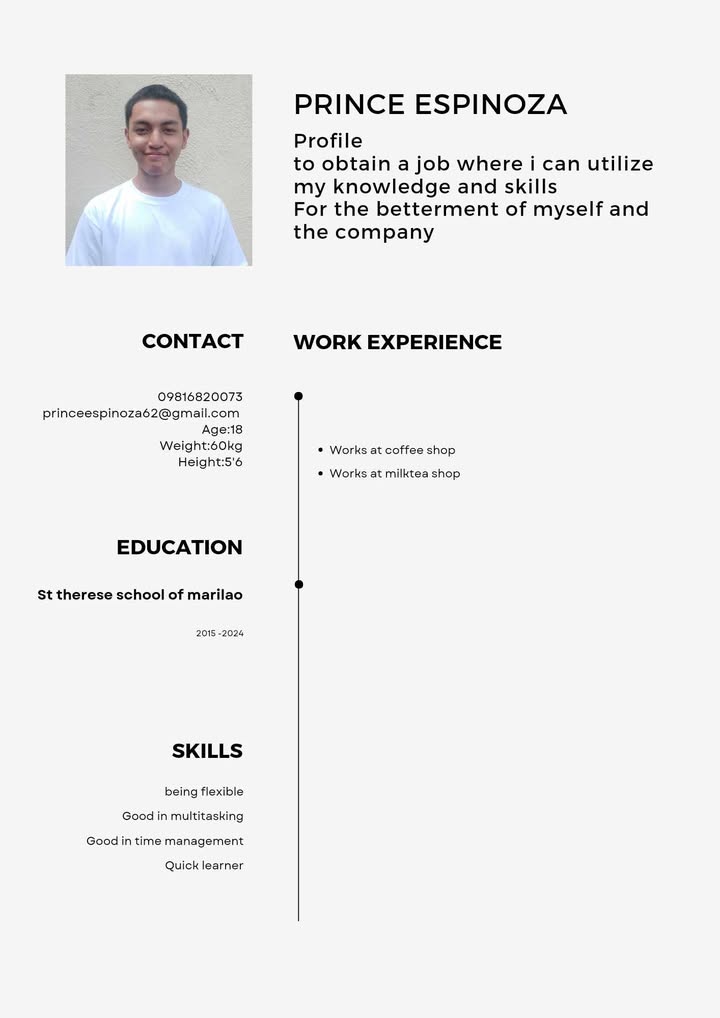 PRINCE ESPINOZA
Profile
to obtain a job where i can utilize
my knowledge and skills
For the betterment of myself and
the company
CONTACT
09816820073
princeespinoza62@gmail.com
Age:18
Weight:60kg
Height:5'6
EDUCATION
St therese school of marilao
2015 -2024
SKILLS
being flexible
Good in multitasking
Good in time management
Quick learner
WORK EXPERIENCE
• Works at coffee shop
• Works at milktea shop